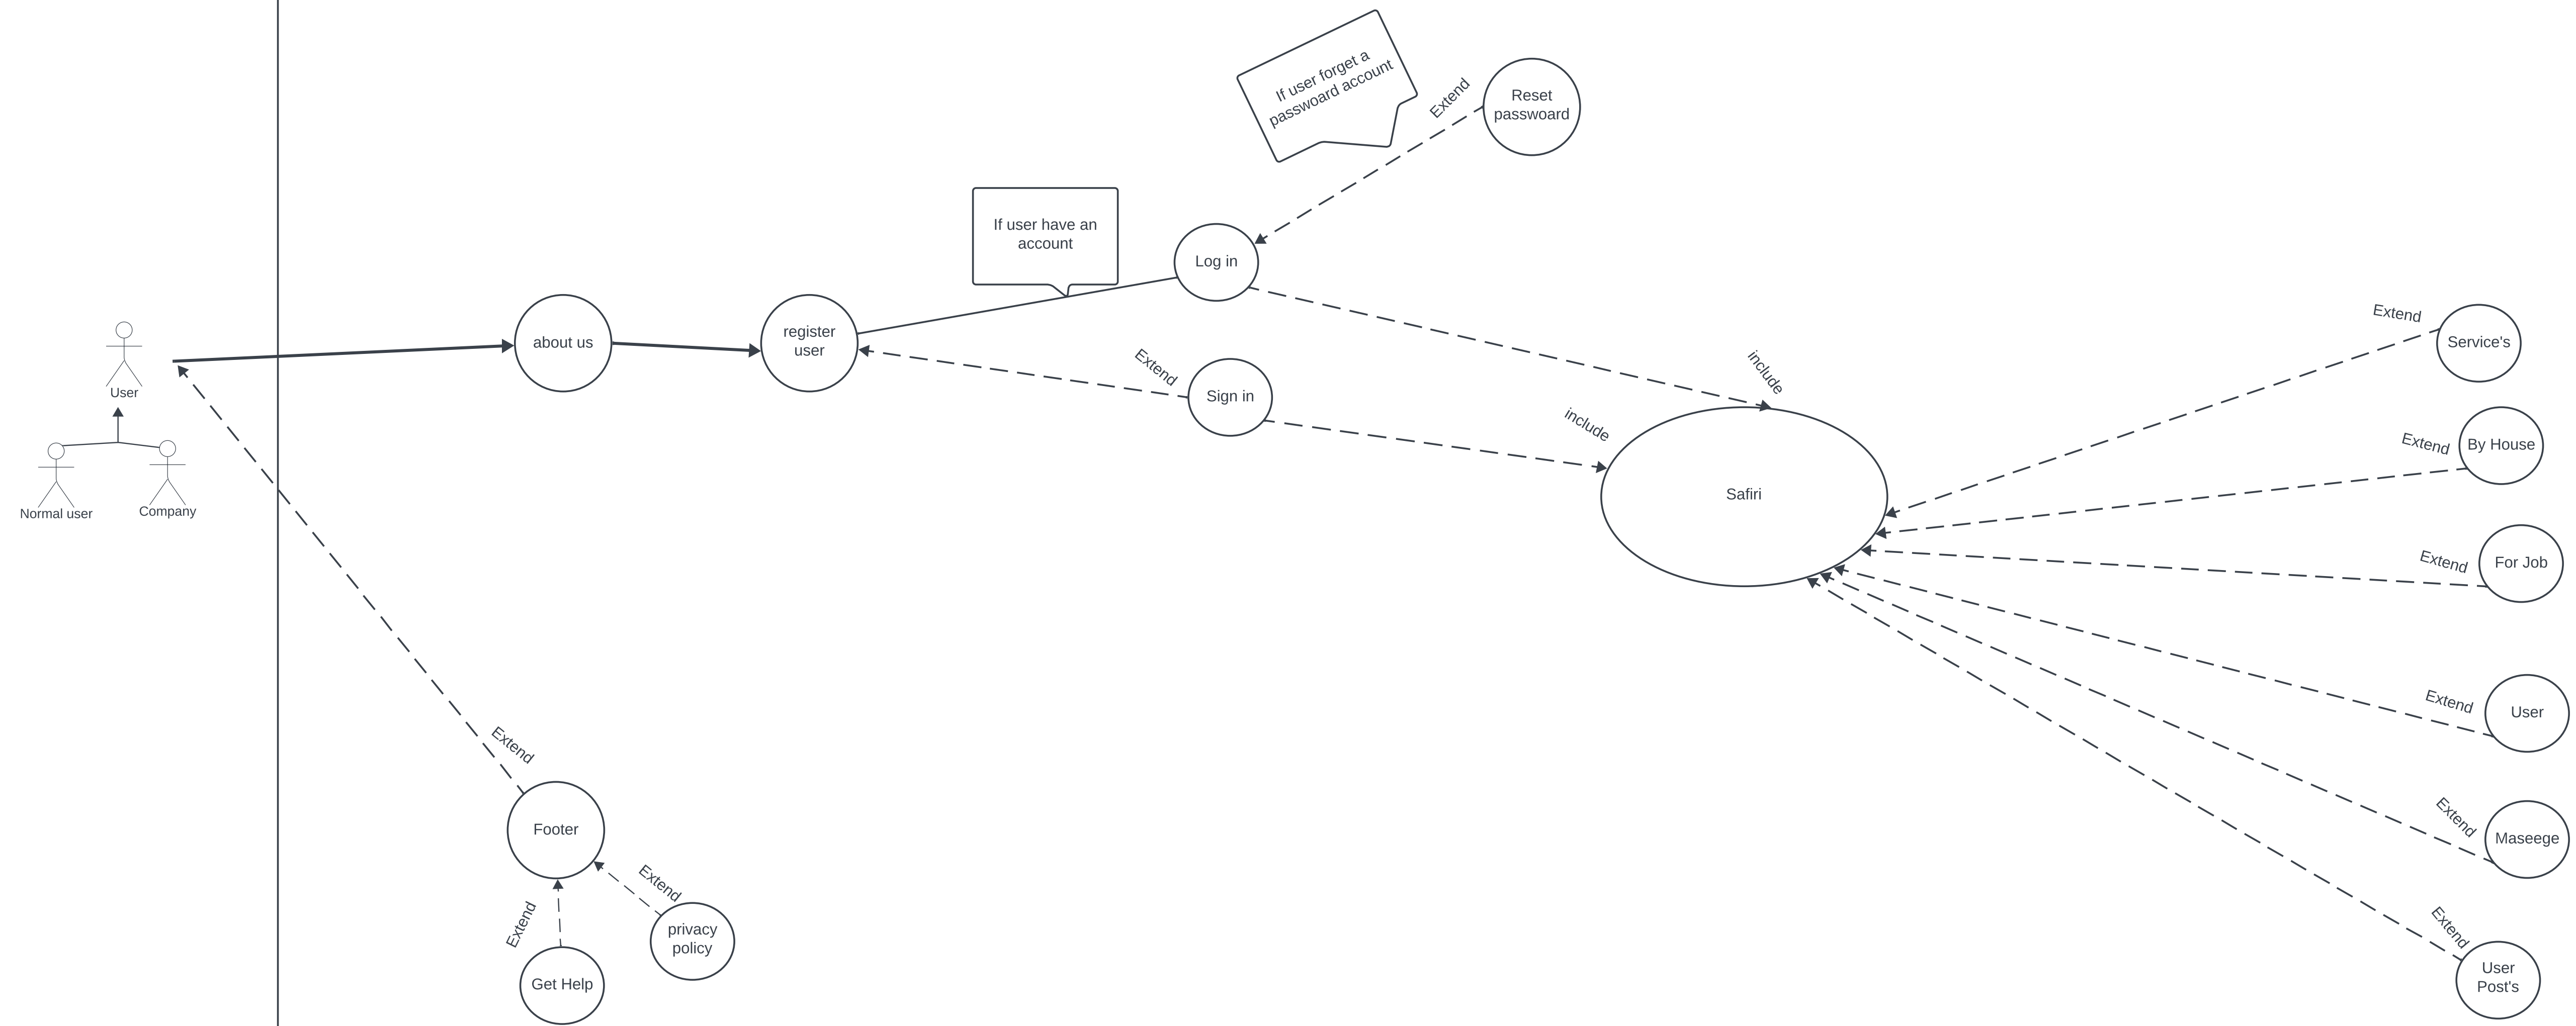 If user forget a
passwoard account
Extend
Reset
passwoard
If user have an
account
Log in
User
Normal user
Company
about us
register
user
Extend
Sign in
include
include
Safiri
Extend
Service's
Extend
By House
Extend
For Job
Extend
User
Extend
Maseege
Extend
User
Post's
Extend
Footer
Extend
privacy
policy
Extend
Get Help